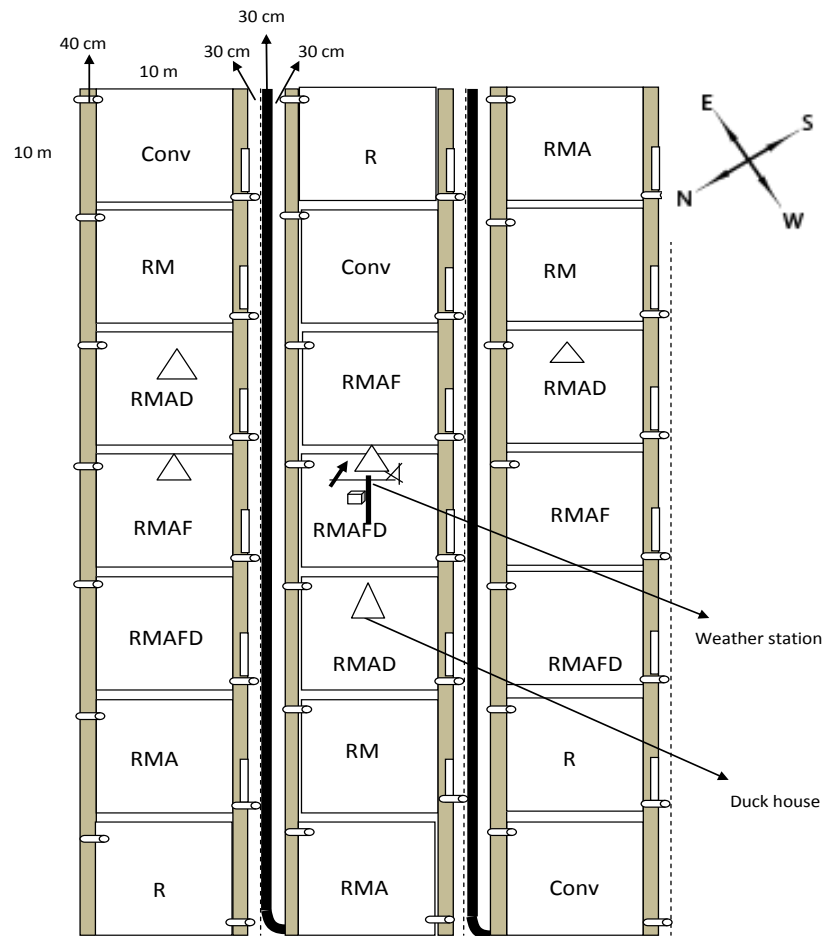 30 cm
40 cm
30 cm
30 cm
10 m
10 m
E
S
N
W
Conv
R
RMA
RM
Conv
RM
RMAD
RMAF
RMAD
RMAF
RMAFD
RMAF
RMAFD
RMAD
RMAFD
Weather station
RMA
RM
R
Duck house
R
RMA
Conv